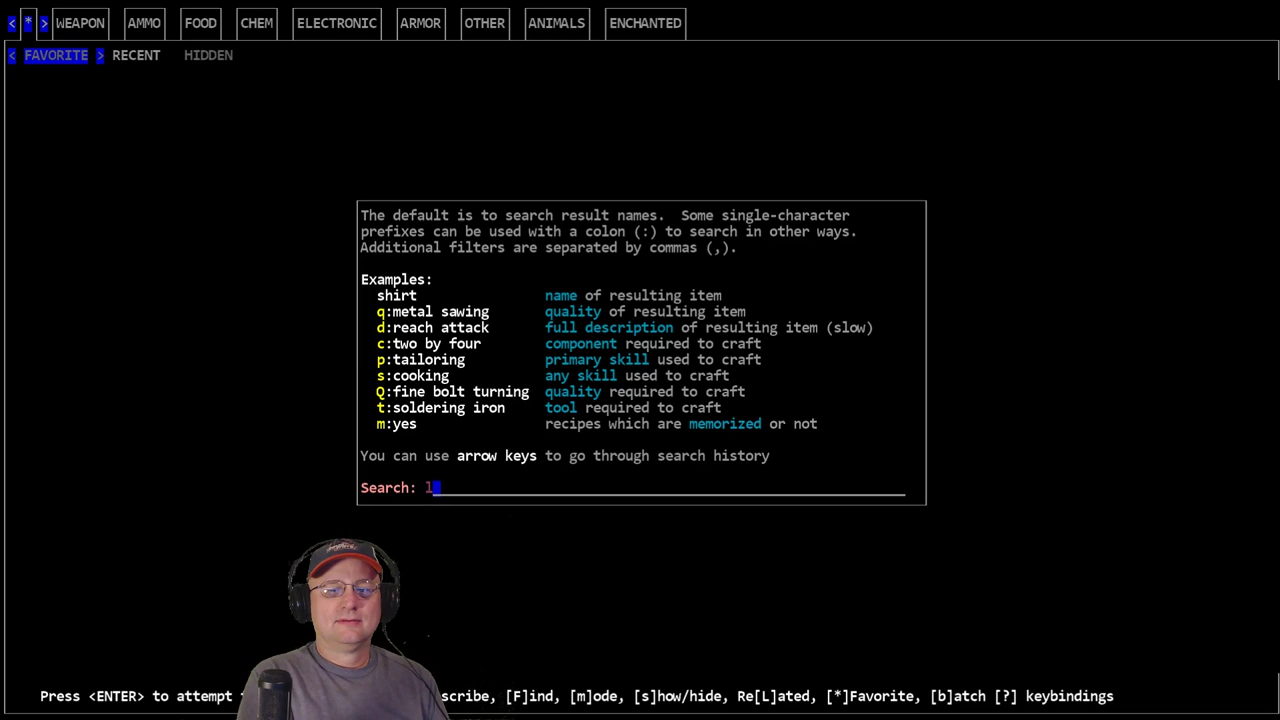 < * > WEAPON AMMO FOOD CHEM ELECTRONIC ARMOR OTHER ANIMALS ENCHANTED
< FAVORITE > RECENT HIDDEN
The default is to search result names.  Some single-character
prefixes can be used with a colon (:) to search in other ways.
Additional filters are separated by commas (,).
Examples:
shirt name of resulting item
q:metal sawing quality of resulting item
d:reach attack full description of resulting item (slow)
c:two by four component required to craft
p:tailoring primary skill used to craft
s:cooking any skill used to craft
Q:fine bolt turning quality required to craft
t:soldering iron tool required to craft
m:yes recipes which are memorized or not
You can use arrow keys to go through search history
Search: l
Press <ENTER> to attempt scribe, [F]ind, [m]ode, [s]how/hide, Re[L]ated, [*]Favorite, [b]atch [?] keybindings